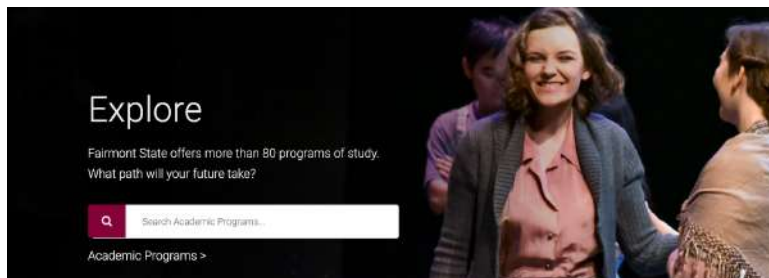 Explore
Fairmont State offers more than 80 programs of study.
What path will your future take?
Search Academic Programs...
Academic Programs >